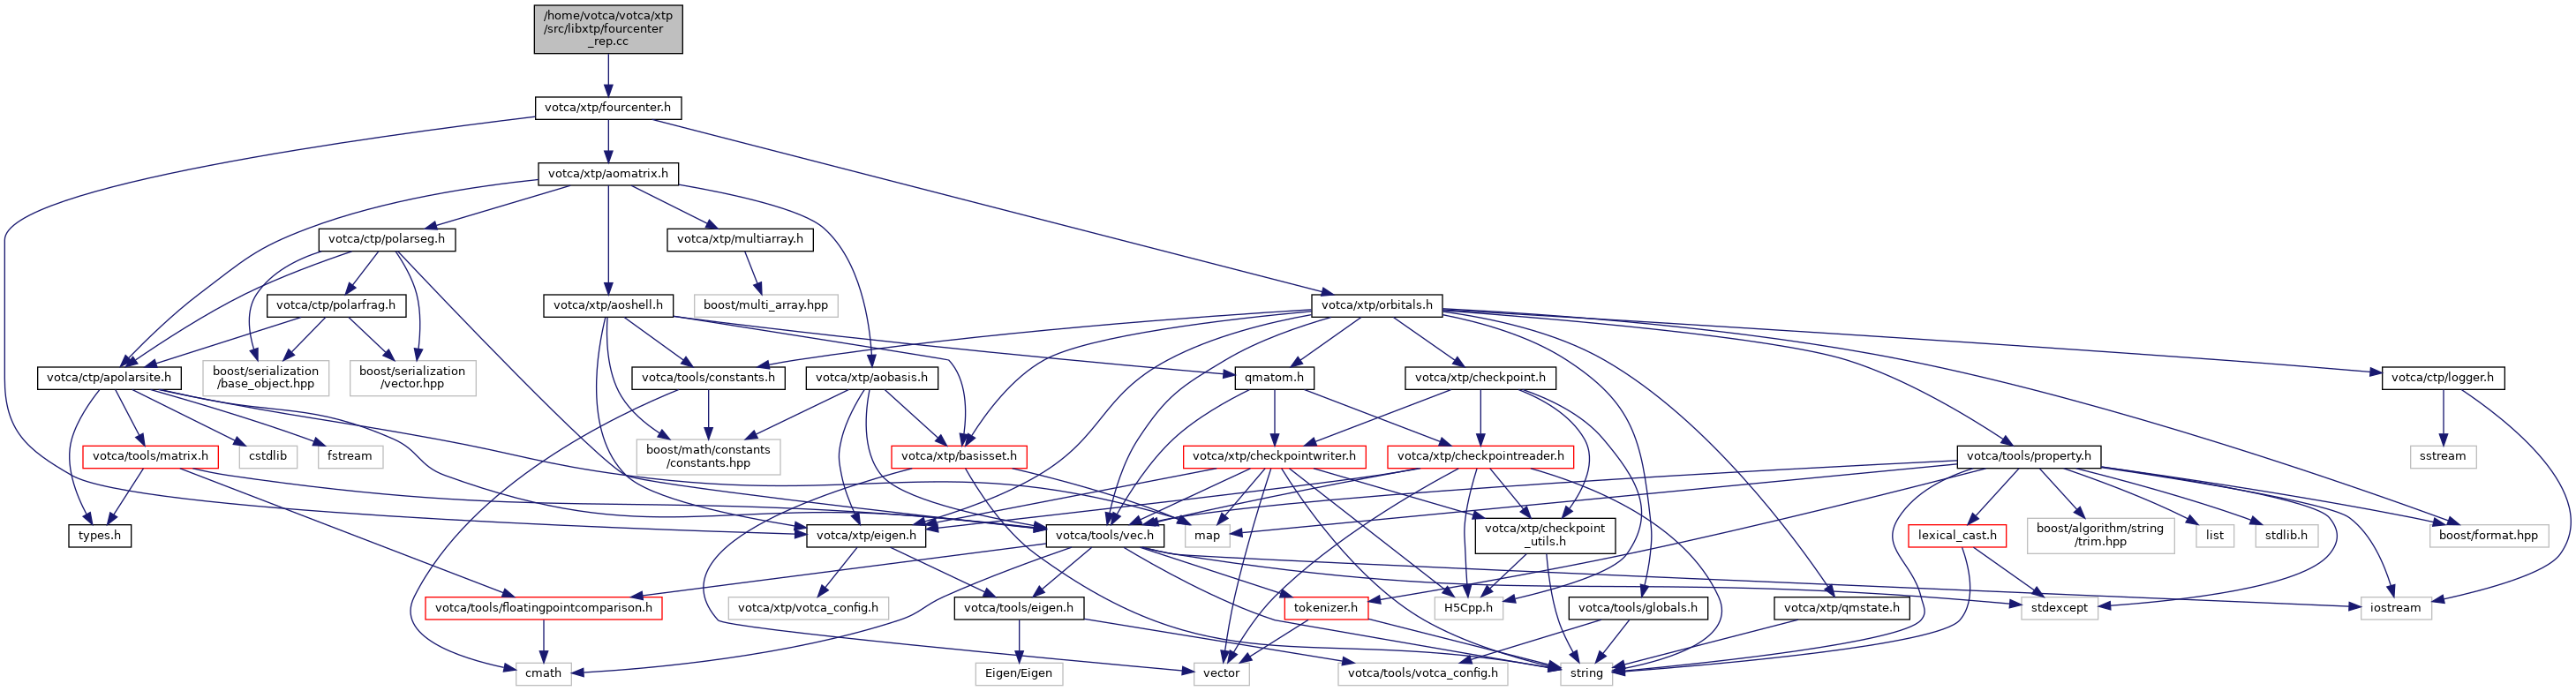 /home/votca/votca/xtp
/src/libxtp/fourcenter
_rep.cc
votca/xtp/fourcenter.h
votca/xtp/aomatrix.h
votca/ctp/polarseg.h
votca/xtp/multiarray.h
votca/ctp/polarfrag.h
votca/xtp/aoshell.h
boost/multi_array.hpp
votca/xtp/orbitals.h
votca/ctp/apolarsite.h
boost/serialization
/base_object.hpp
boost/serialization
/vector.hpp
votca/tools/constants.h
votca/xtp/aobasis.h
qmatom.h
votca/xtp/checkpoint.h
votca/ctp/logger.h
votca/tools/matrix.h
cstdlib
fstream
boost/math/constants
/constants.hpp
votca/xtp/basisset.h
votca/xtp/checkpointwriter.h
votca/xtp/checkpointreader.h
votca/tools/property.h
sstream
types.h
votca/xtp/eigen.h
votca/tools/vec.h
map
votca/xtp/checkpoint
_utils.h
lexical_cast.h
boost/algorithm/string
/trim.hpp
list
stdlib.h
boost/format.hpp
votca/tools/floatingpointcomparison.h
votca/xtp/votca_config.h
votca/tools/eigen.h
tokenizer.h
H5Cpp.h
votca/tools/globals.h
votca/xtp/qmstate.h
stdexcept
iostream
cmath
Eigen/Eigen
vector
votca/tools/votca_config.h
string